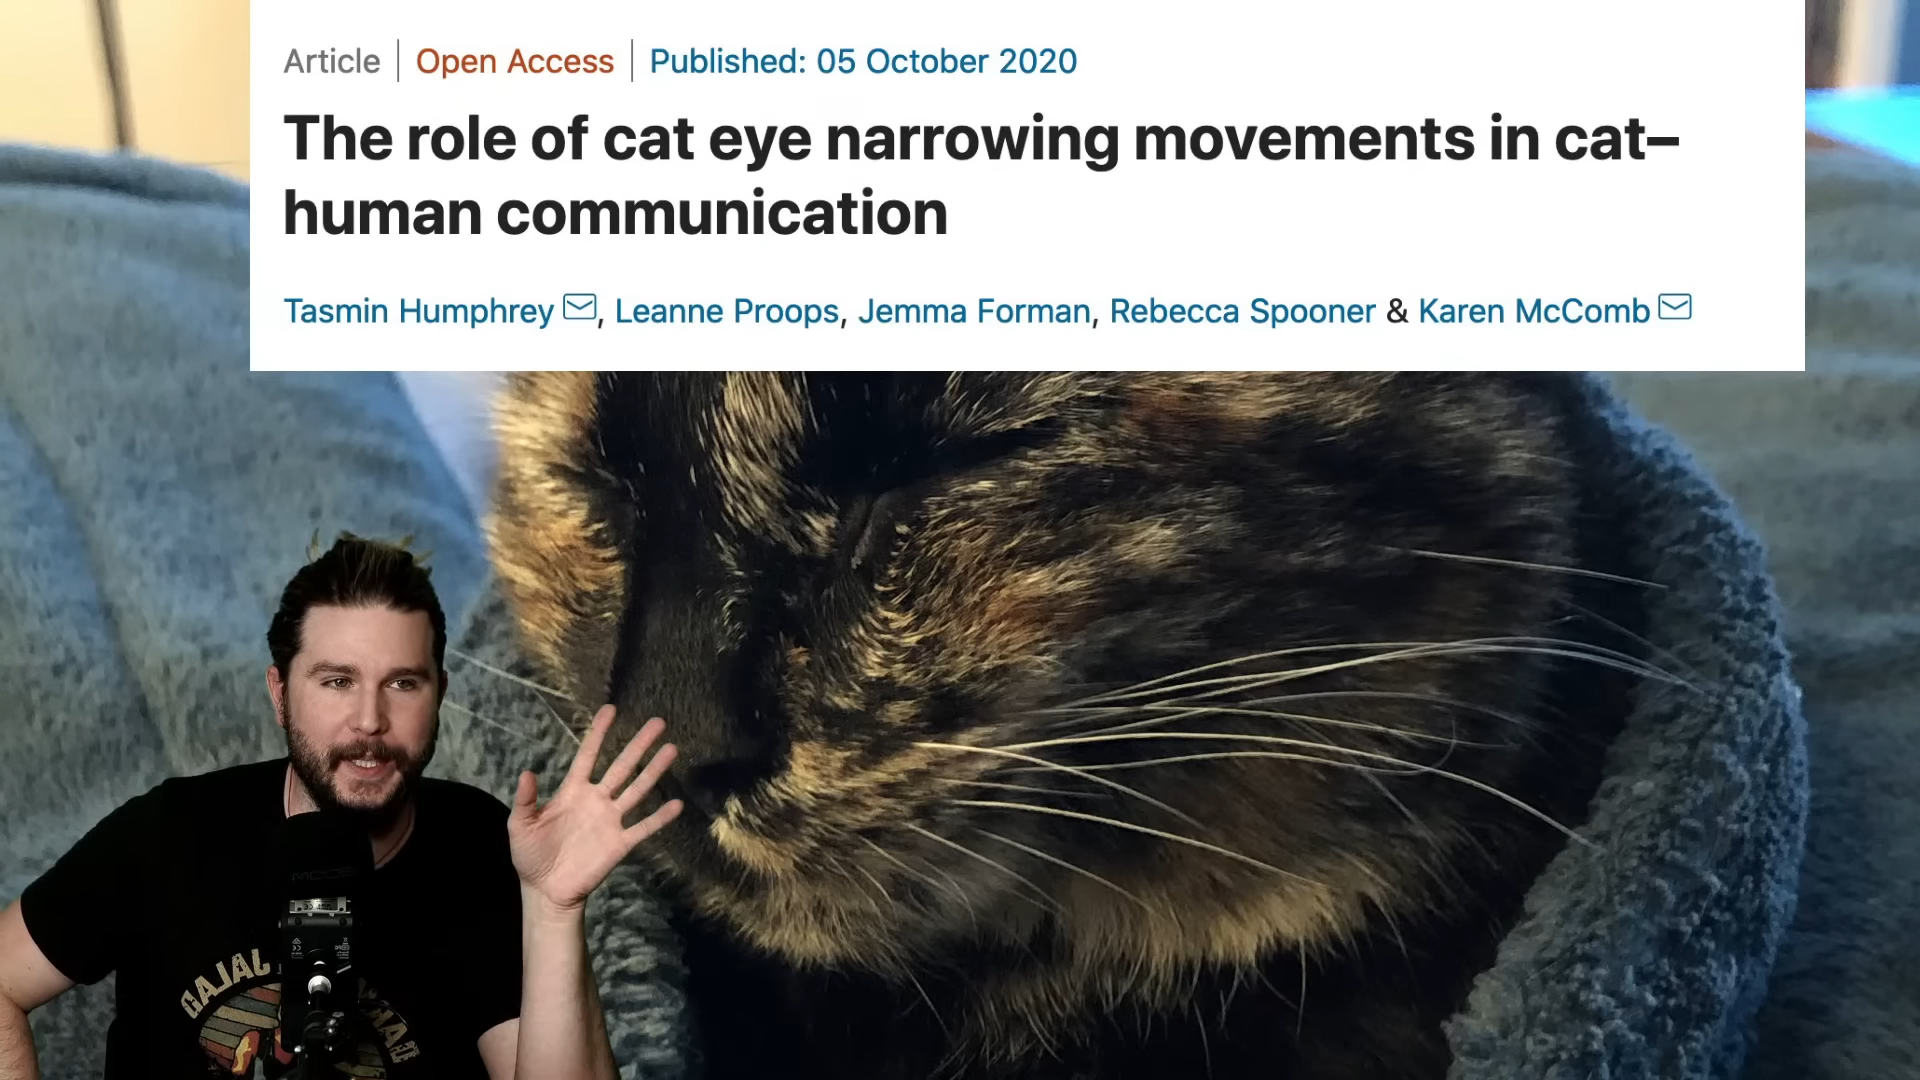 Article | Open Access | Published: 05 October 2020
The role of cat eye narrowing movements in cat–
human communication
Tasmin Humphrey, Leanne Proops, Jemma Forman, Rebecca Spooner & Karen McComb